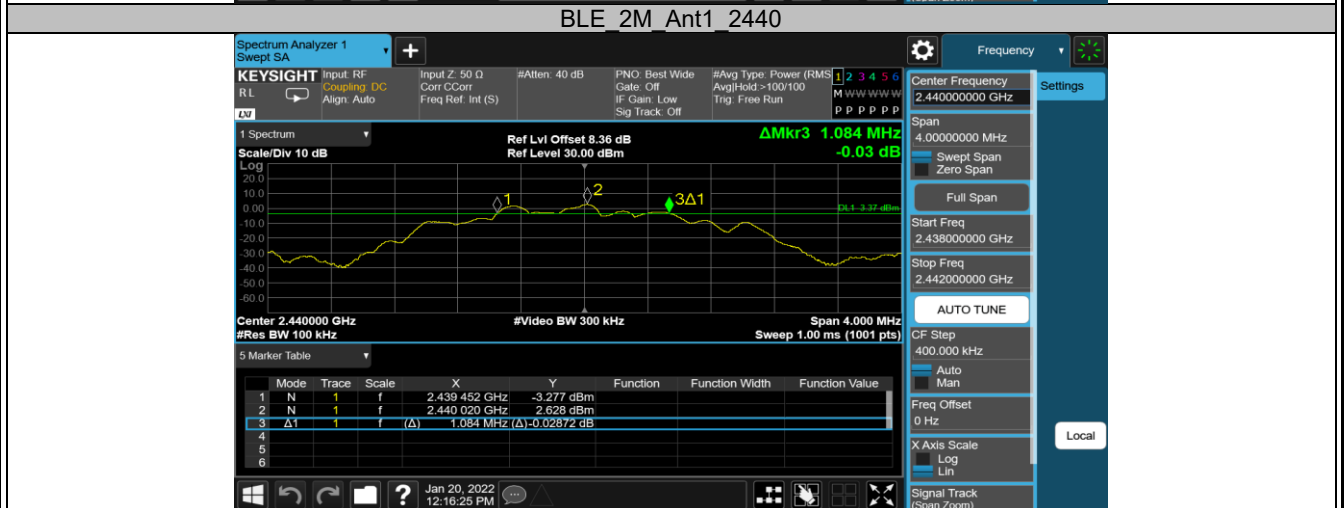 BLE_2M_Ant1_2440
Spectrum Analyzer 1
Swept SA
+
Frequency
KEYSIGHT
RL
LXI
Input: RF
Coupling: DC
Align: Auto
Input Z: 50 Ω
Corr CCorr
Freq Ref: Int (S)
#Atten: 40 dB
PNO: Best Wide
Gate: Off
IF Gain: Low
Sig Track: Off
#Avg Type: Power (RMS
Avg|Hold:>100/100
Trig: Free Run
1 2 3 4 5 6
M W W W W W
P P P P P P
1 Spectrum
Scale/Div 10 dB
Ref Lvl Offset 8.36 dB
Ref Level 30.00 dBm
ΔMkr3 1.084 MHz
-0.03 dB
Log
20.0
10.0
0.00
-10.0
-20.0
-30.0
-40.0
-50.0
-60.0
1
2
3Δ1
DL1 -3.37 dBm
Center 2.440000 GHz
#Res BW 100 kHz
#Video BW 300 kHz
Span 4.000 MHz
Sweep 1.00 ms (1001 pts)
5 Marker Table
Mode Trace Scale X Y Function Function Width Function Value
1 N 1 f 2.439 452 GHz -3.277 dBm
2 N 1 f 2.440 020 GHz 2.628 dBm
3 Δ1 1 f (Δ) 1.084 MHz (Δ) -0.02872 dB
4
5
6
?
Jan 20, 2022
12:16:25 PM
Center Frequency
2.440000000 GHz
Settings
Span
4.00000000 MHz
Swept Span
Zero Span
Full Span
Start Freq
2.438000000 GHz
Stop Freq
2.442000000 GHz
AUTO TUNE
CF Step
400.000 kHz
Auto
Man
Freq Offset
0 Hz
X Axis Scale
Log
Lin
Local
Signal Track
(Span Zoom)